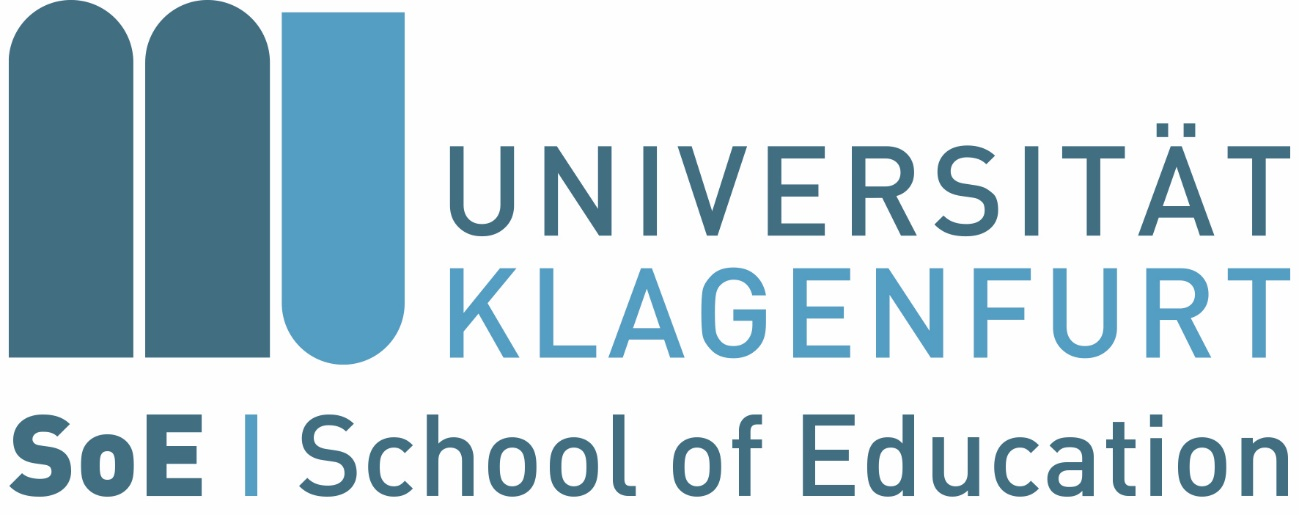 UNIVERSITÄT
KLAGENFURT
SoE | School of Education